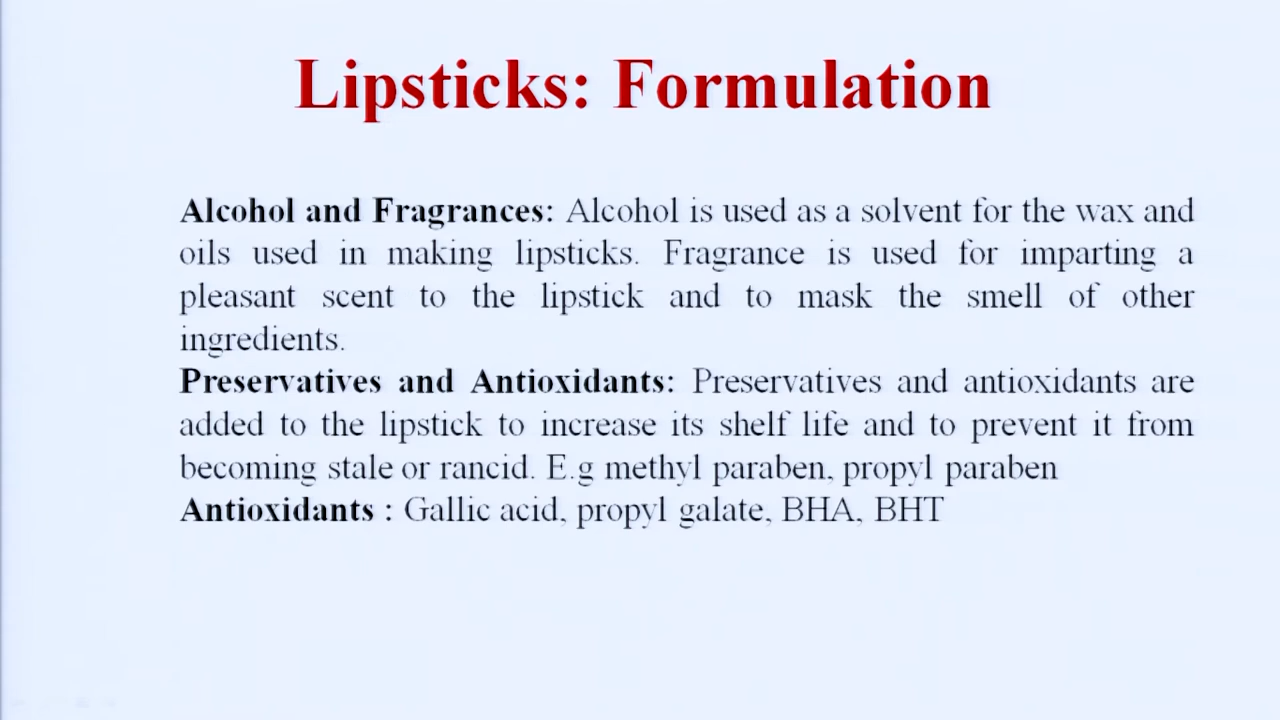 Lipsticks: Formulation
Alcohol and Fragrances: Alcohol is used as a solvent for the wax and
oils used in making lipsticks. Fragrance is used for imparting a
pleasant scent to the lipstick and to mask the smell of other
ingredients.
Preservatives and Antioxidants: Preservatives and antioxidants are
added to the lipstick to increase its shelf life and to prevent it from
becoming stale or rancid. E.g methyl paraben, propyl paraben
Antioxidants : Gallic acid, propyl galate, BHA, BHT